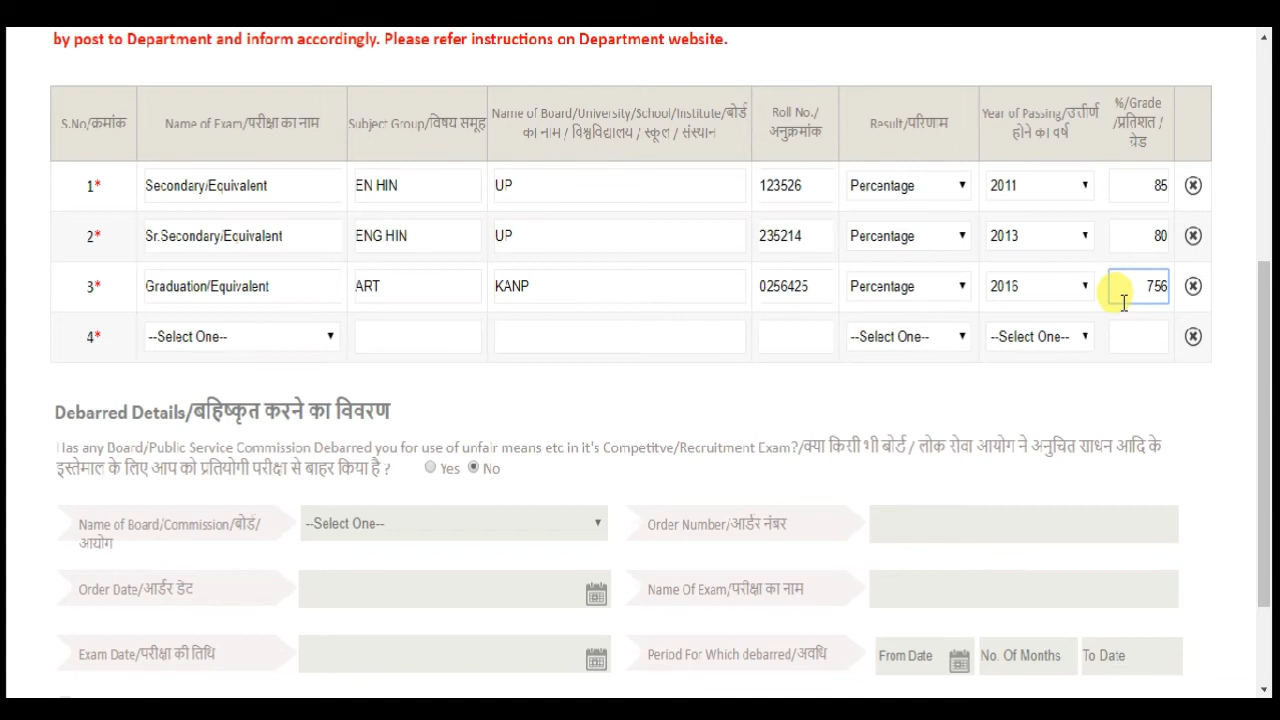 by post to Department and inform accordingly. Please refer instructions on Department website.
S.No/क्रमांक
Name of Exam/परीक्षा का नाम
Subject Group/विषय समूह
Name of Board/University/School/Institute/बोर्ड
का नाम / विश्वविद्यालय / स्कूल / संस्थान
Roll No./
अनुक्रमांक
Result/परिणाम
Year of Passing/उत्तीर्ण
होने का वर्ष
%/Grade
/प्रतिशत /
ग्रेड
1* Secondary/Equivalent EN HIN UP 123526 Percentage 2011 85
2* Sr.Secondary/Equivalent ENG HIN UP 235214 Percentage 2013 80
3* Graduation/Equivalent ART KANP 0256425 Percentage 2016 756
4* --Select One-- --Select One-- --Select One--
Debarred Details/बहिष्कृत करने का विवरण
Has any Board/Public Service Commission Debarred you for use of unfair means etc in it's Competitve/Recruitment Exam?/क्या किसी भी बोर्ड / लोक सेवा आयोग ने अनुचित साधन आदि के
इस्तेमाल के लिए आप को प्रतियोगी परीक्षा से बाहर किया है ? Yes No
Name of Board/Commission/बोर्ड/
आयोग
--Select One--
Order Number/आर्डर नंबर
Order Date/आर्डर डेट
Name Of Exam/परीक्षा का नाम
Exam Date/परीक्षा की तिथि
Period For Which debarred/अवधि
From Date No. Of Months To Date